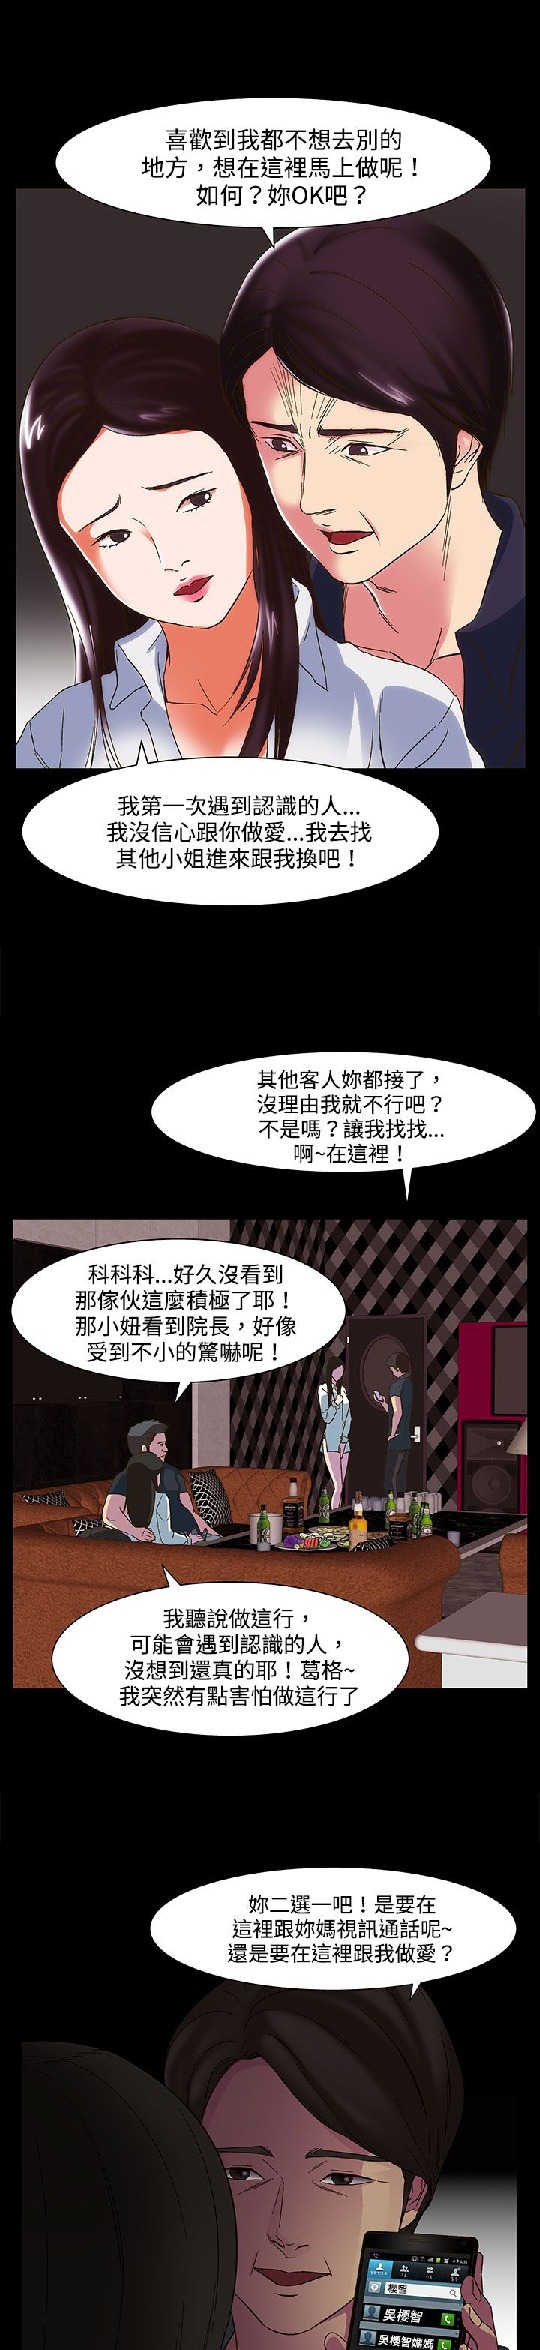 喜歡到我都不想去別的
地方，想在這裡馬上做呢！
如何？妳OK吧？
我第一次遇到認識的人...
我沒信心跟你做愛...我去找
其他小姐進來跟我換吧！
其他客人妳都接了，
沒理由我就不行吧？
不是嗎？讓我找找...
啊~在這裡！
科科科...好久沒看到
那傢伙這麼積極了耶！
那小妞看到院長，好像
受到不小的驚嚇呢！
我聽說做這行，
可能會遇到認識的人，
沒想到還真的耶！葛格~
我突然有點害怕做這行了
妳二選一吧！是要在
這裡跟妳媽視訊通話呢~
還是要在這裡跟我做愛？
櫻智
吳櫻智
吳櫻智媽媽